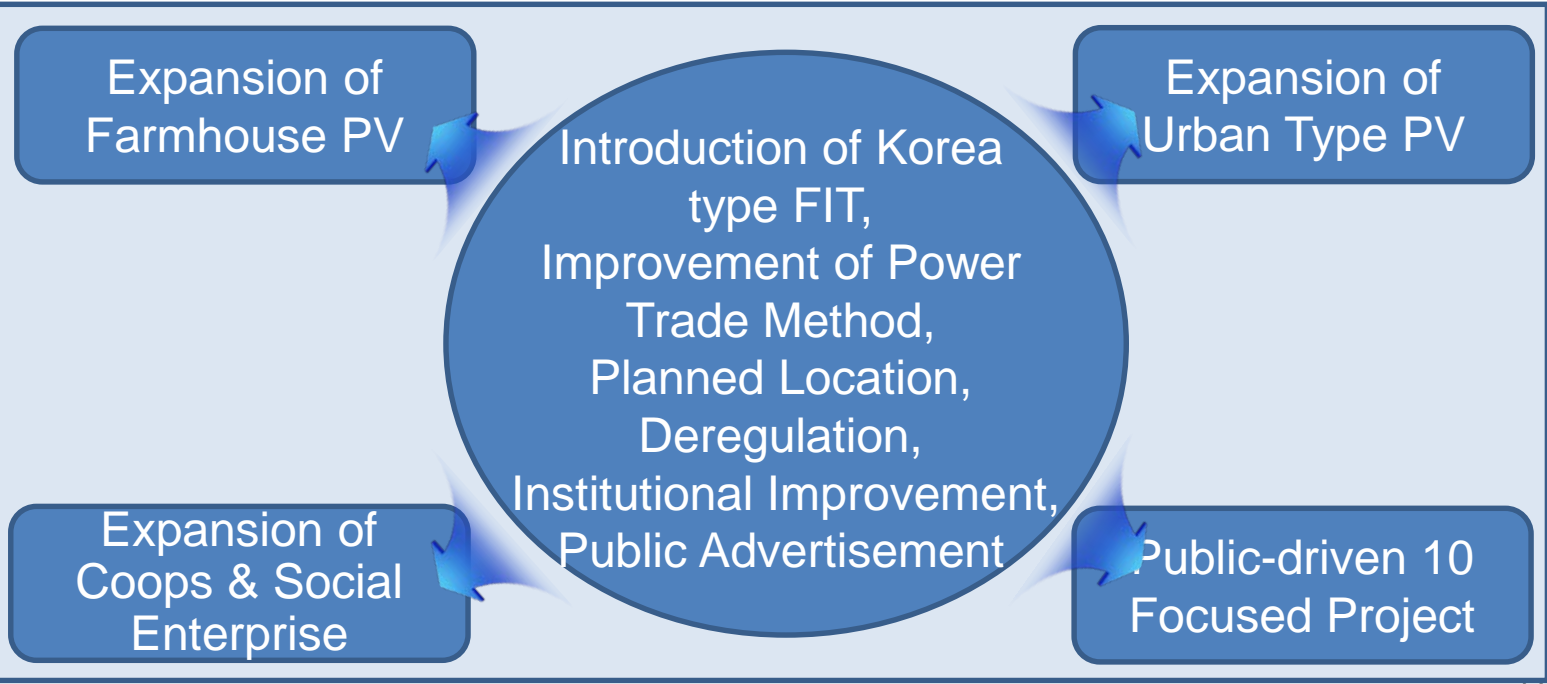 Expansion of
Farmhouse PV
Expansion of
Urban Type PV
Introduction of Korea
type FIT,
Improvement of Power
Trade Method,
Planned Location,
Deregulation,
Institutional Improvement,
Public Advertisement
Expansion of
Coops & Social
Enterprise
Public-driven 10
Focused Project